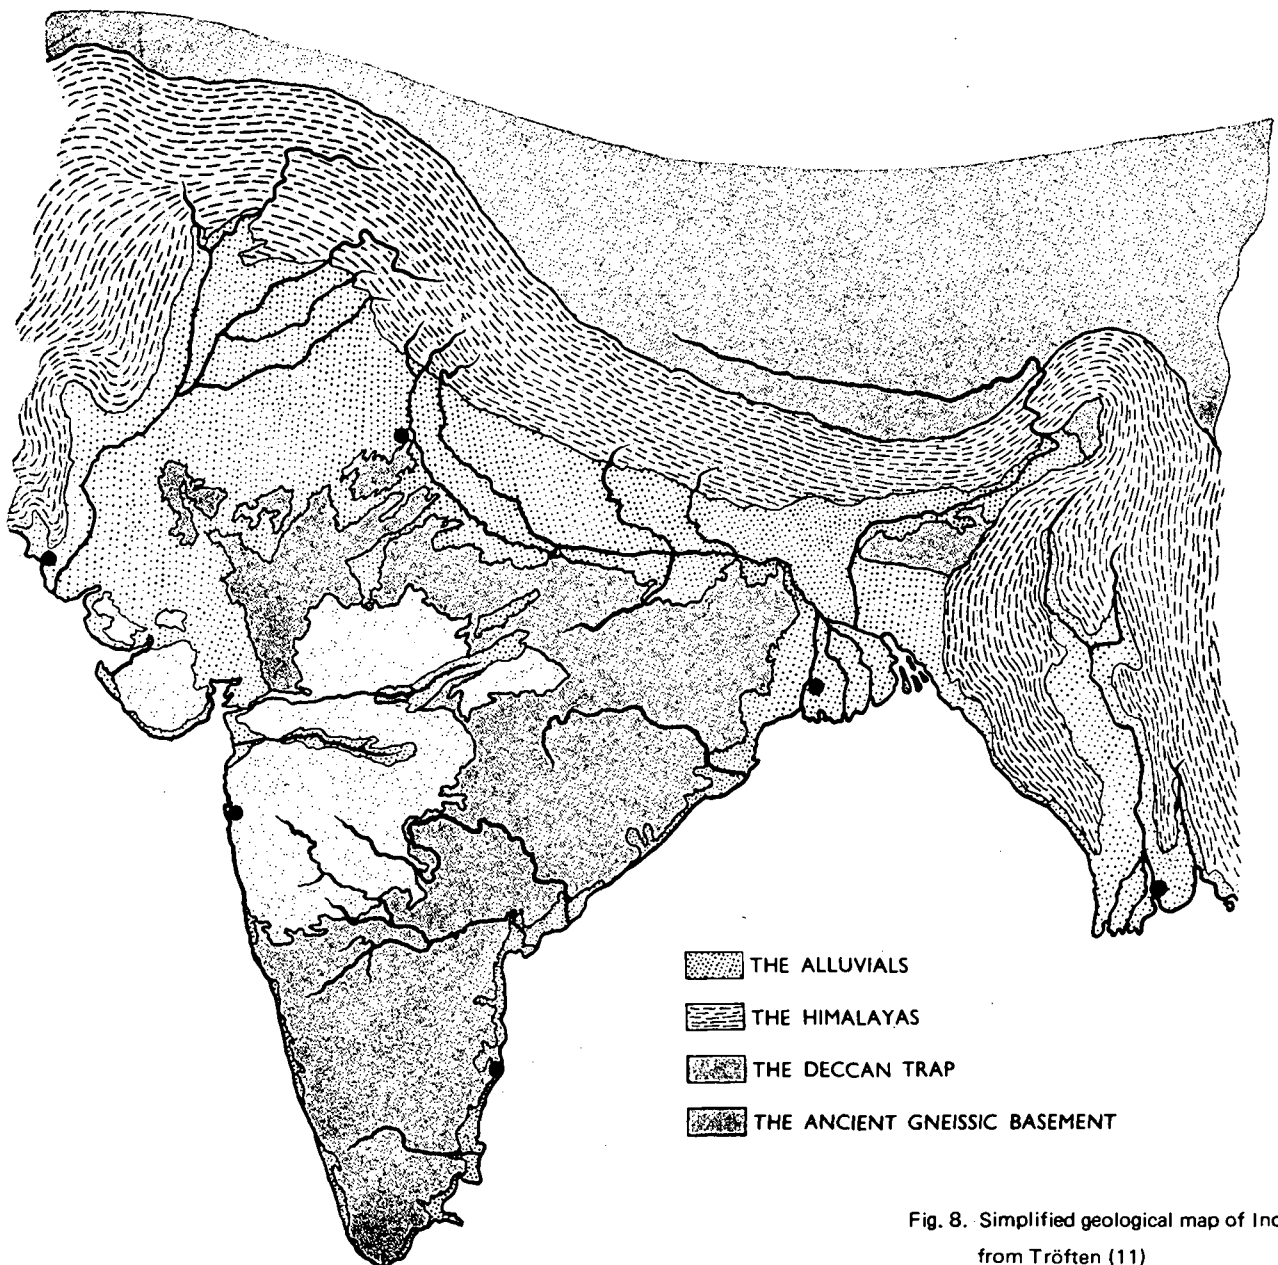 THE ALLUVIALS
THE HIMALAYAS
THE DECCAN TRAP
THE ANCIENT GNEISSIC BASEMENT
Fig. 8. Simplified geological map of
from Tröften (11)